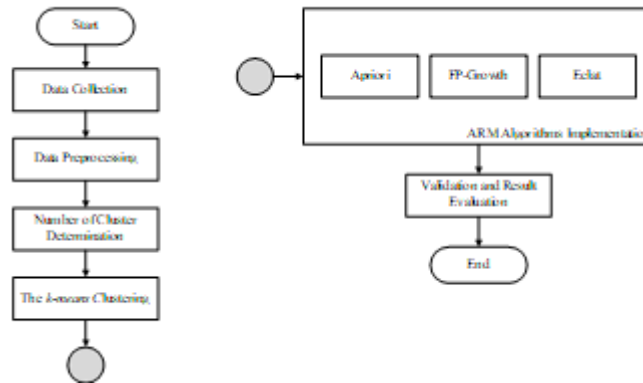 Start
Data Collection
Data Preprocessing
Number of Cluster
Determination
The k-means Clustering
Apriori
FP-Growth
Eclat
ARM Algorithms Implementation
Validation and Result
Evaluation
End